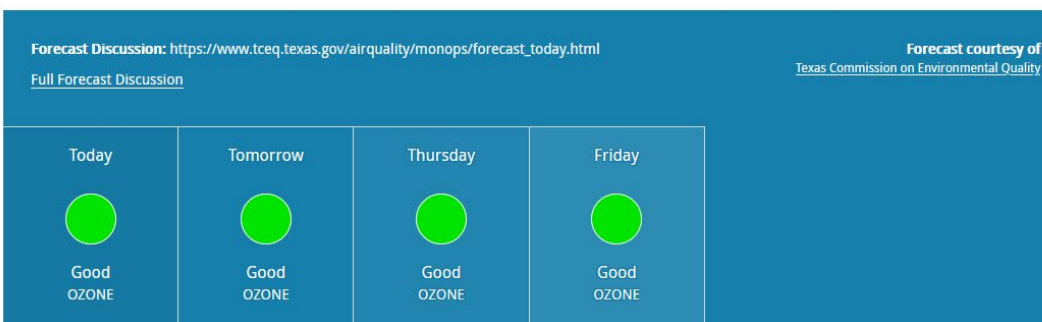 Forecast Discussion: https://www.tceq.texas.gov/airquality/monops/forecast_today.html
Full Forecast Discussion
Forecast courtesy of
Texas Commission on Environmental Quality
Today
Good
OZONE
Tomorrow
Good
OZONE
Thursday
Good
OZONE
Friday
Good
OZONE